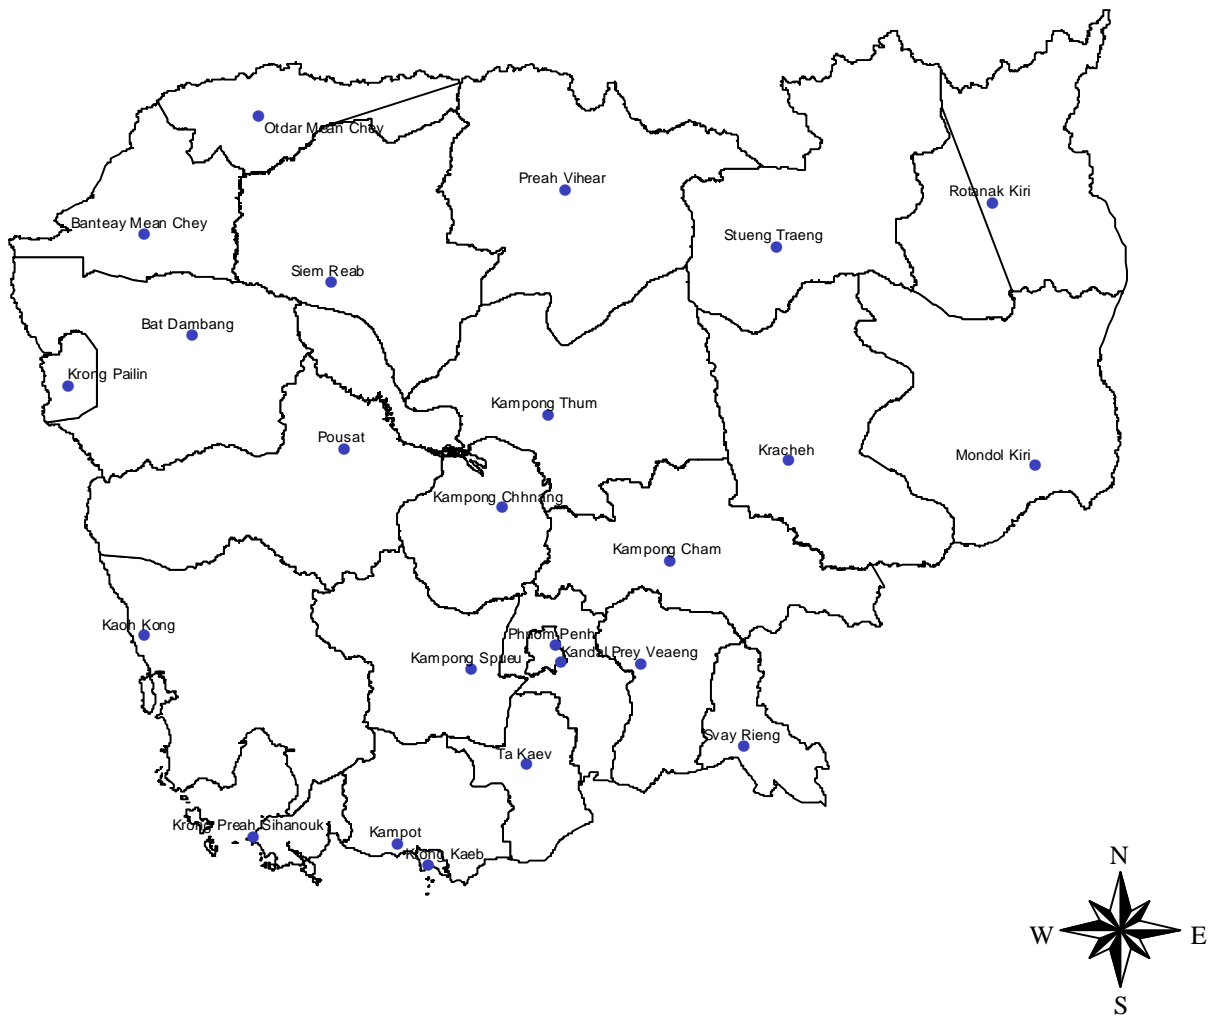 Otdar Mean Chey
Preah Vihear
Rotanak Kiri
Banteay Mean Chey
Stueng Traeng
Siem Reab
Bat Dambang
Krong Pailin
Kampong Thum
Pousat
Kracheh
Mondol Kiri
Kampong Chhnang
Kampong Cham
Kaoh Kong
Phnom Penh
Kandal
Prey Veaeng
Kampong Spueu
Svay Rieng
Ta Kaev
Krong Preah Sihanouk
Kampot
Krong Kaeb
N
W
E
S